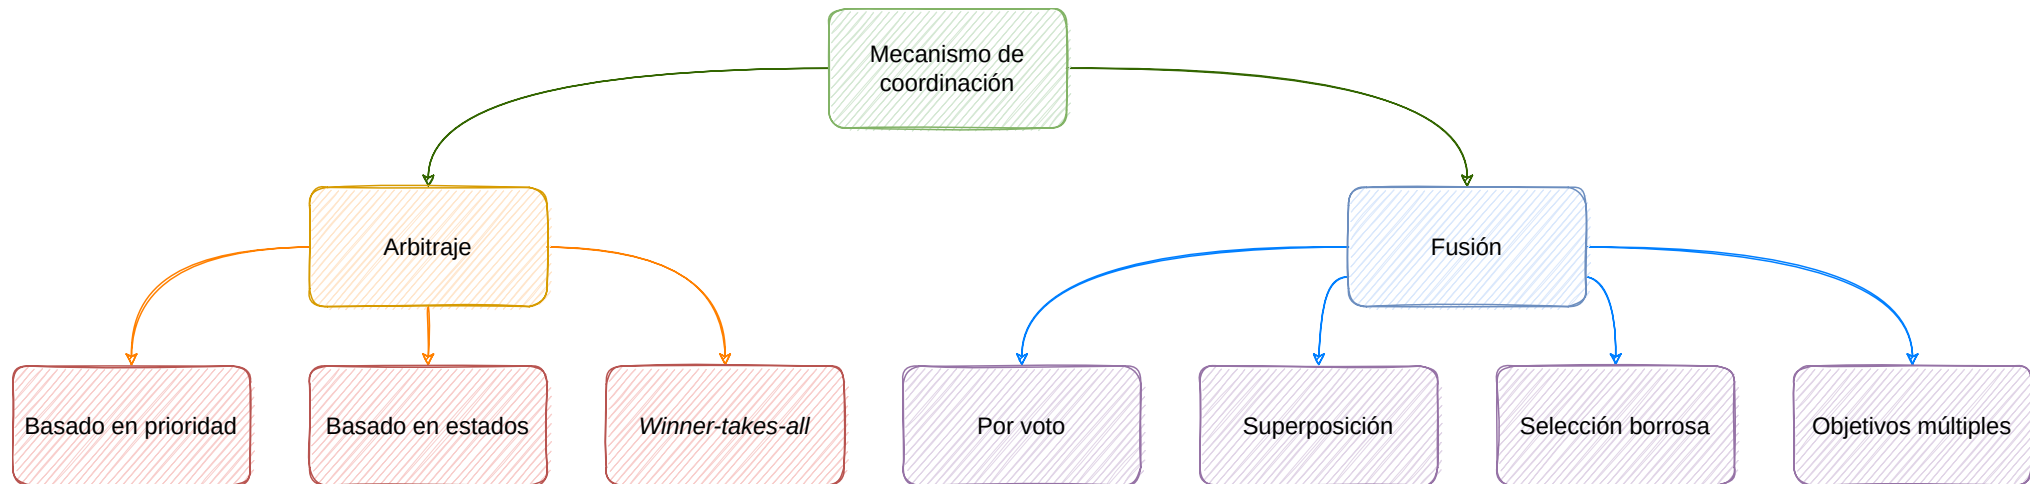 Mecanismo de
coordinación
Arbitraje
Fusión
Basado en prioridad
Basado en estados
Winner-takes-all
Por voto
Superposición
Selección borrosa
Objetivos múltiples